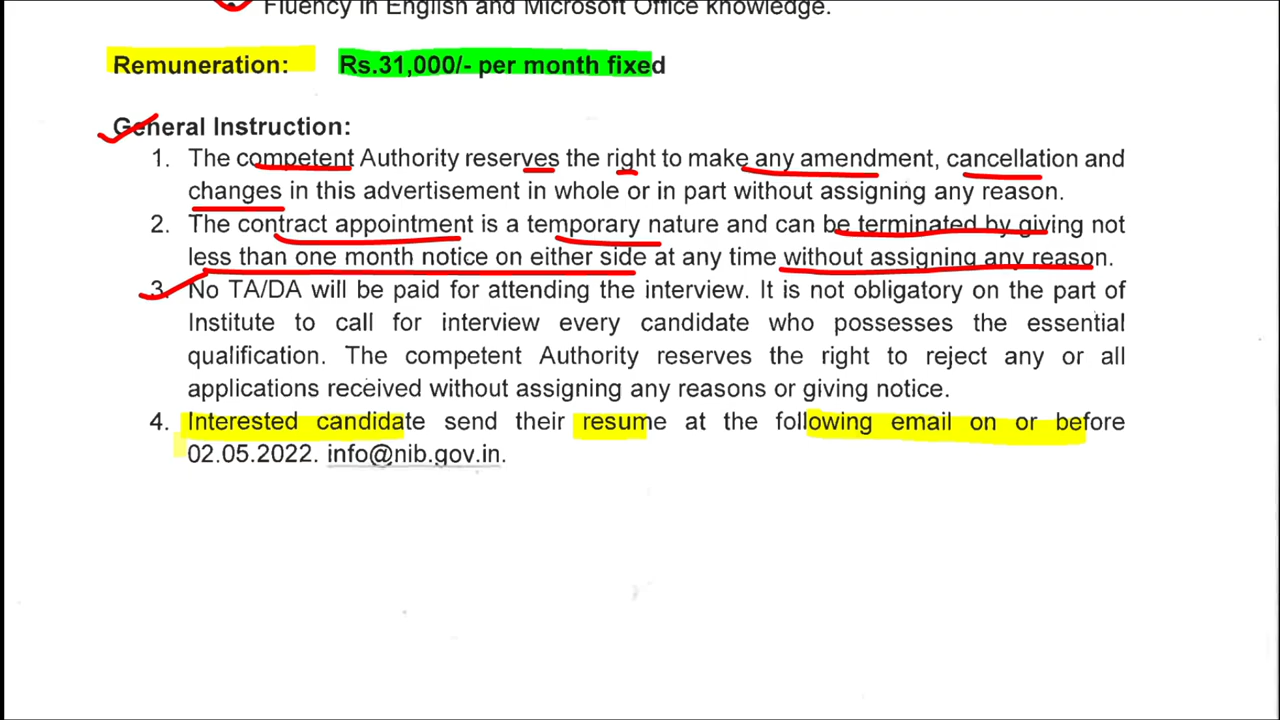 Fluency in English and Microsoft Office knowledge.
Remuneration: Rs.31,000/- per month fixed
General Instruction:
1. The competent Authority reserves the right to make any amendment, cancellation and
changes in this advertisement in whole or in part without assigning any reason.
2. The contract appointment is a temporary nature and can be terminated by giving not
less than one month notice on either side at any time without assigning any reason.
3. No TA/DA will be paid for attending the interview. It is not obligatory on the part of
Institute to call for interview every candidate who possesses the essential
qualification. The competent Authority reserves the right to reject any or all
applications received without assigning any reasons or giving notice.
4. Interested candidate send their resume at the following email on or before
02.05.2022. info@nib.gov.in.